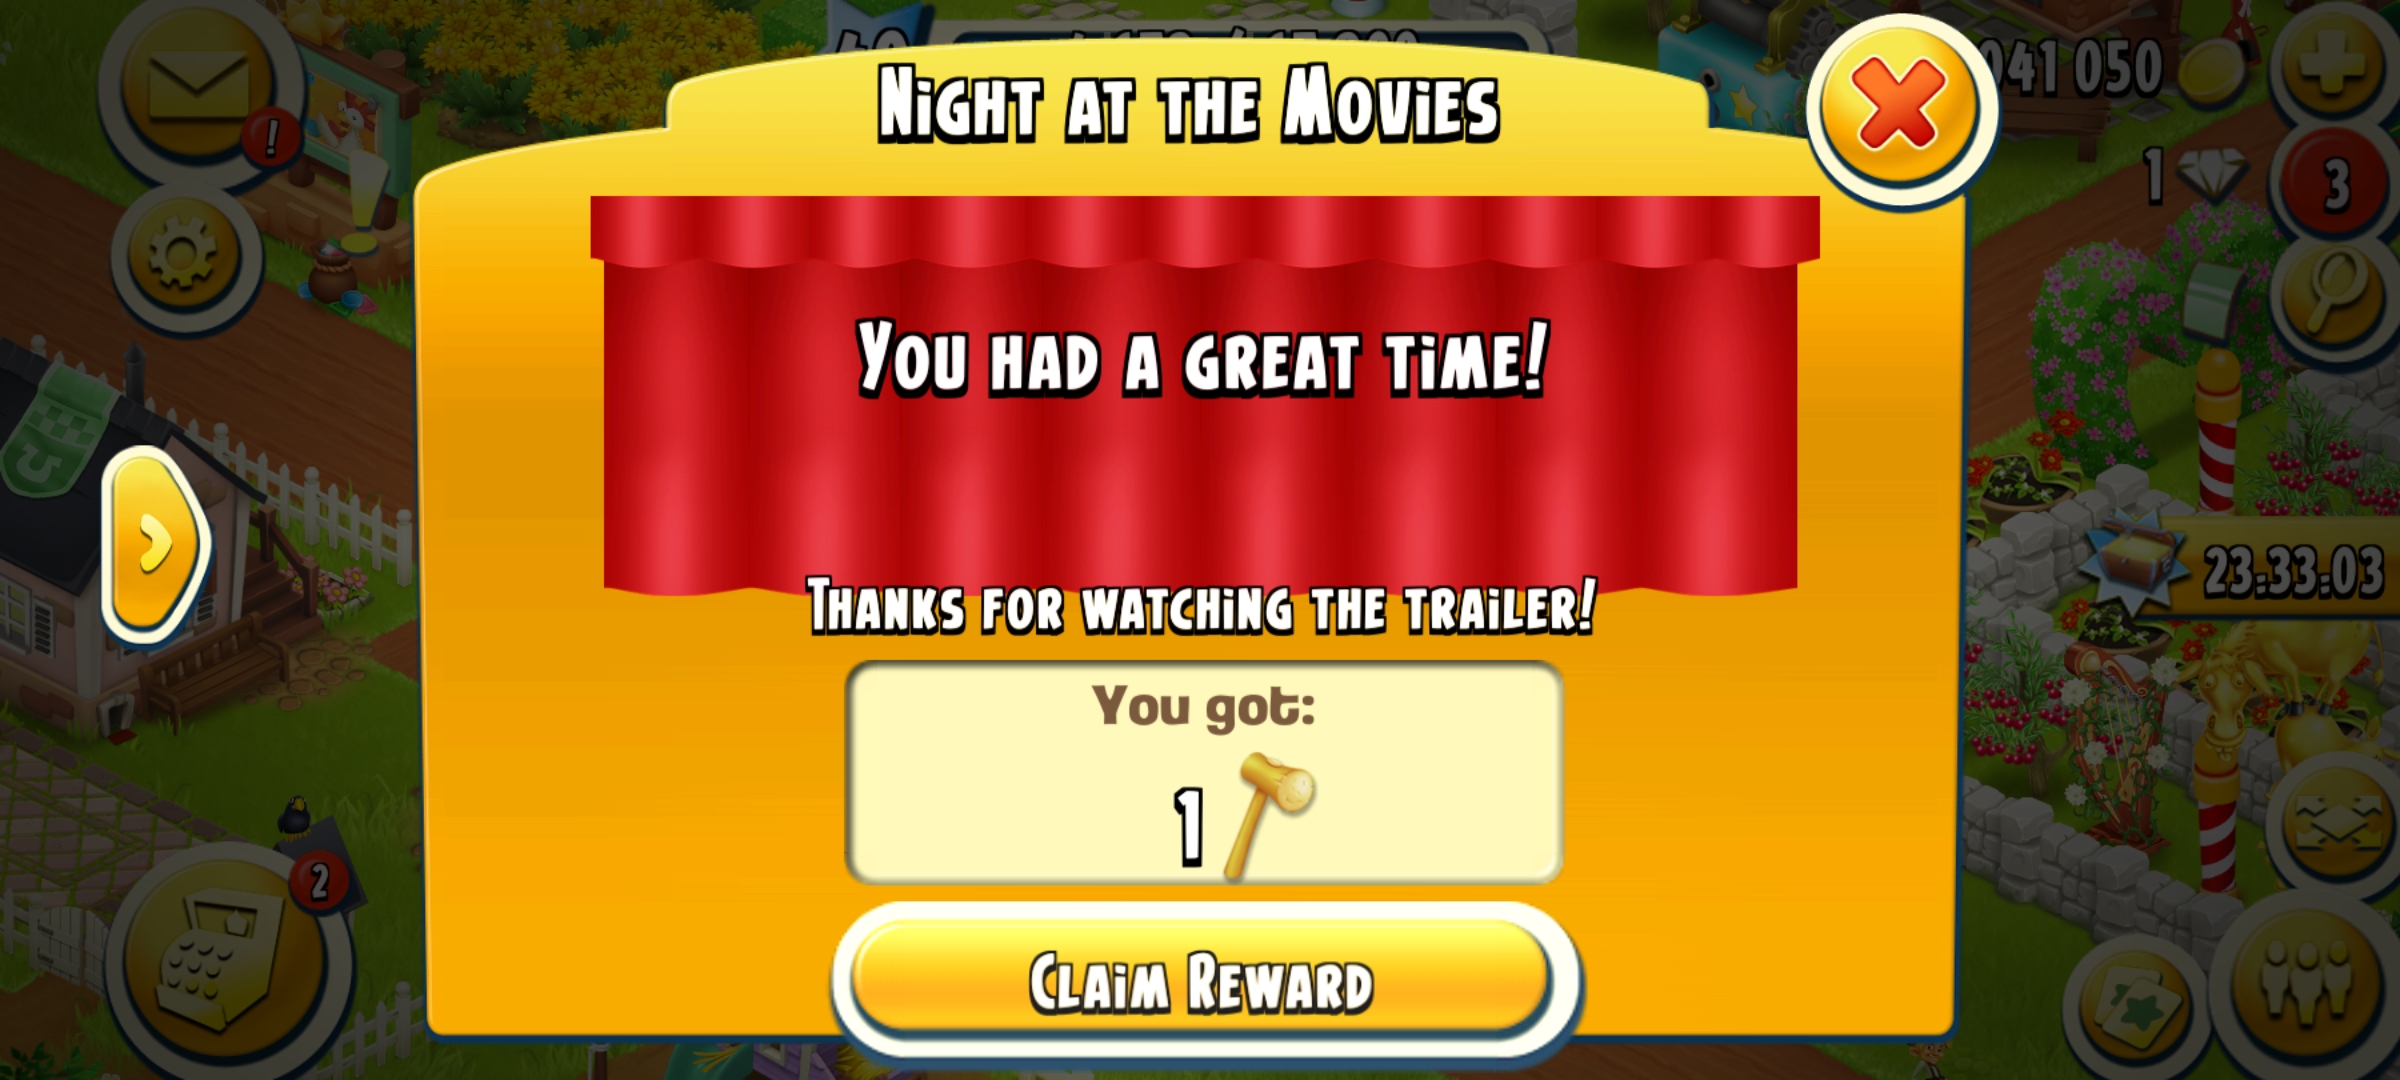 Night at the Movies
041 050
!
1
3
You had a great time!
23:33:03
Thanks for watching the trailer!
You got:
1
2
Claim Reward